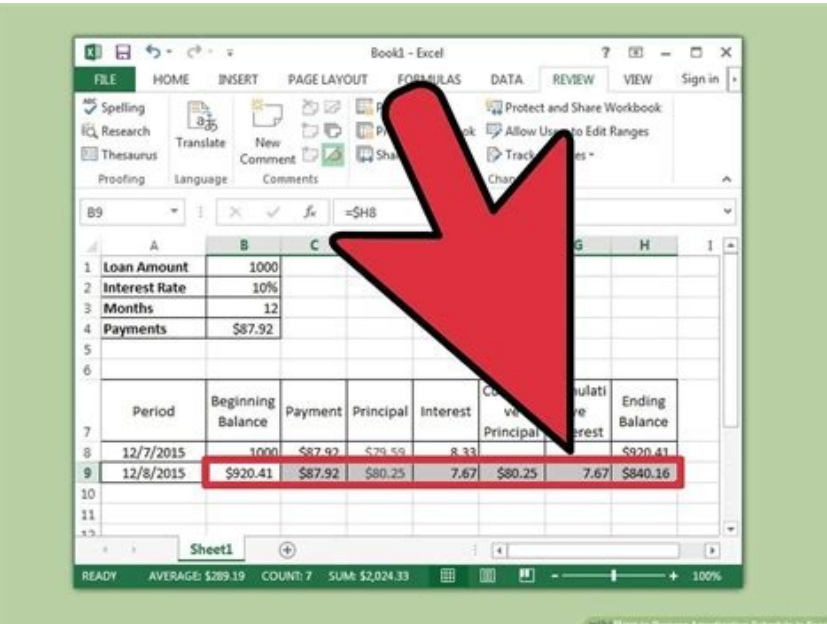 Book1 - Excel
FILE HOME INSERT PAGE LAYOUT FORMULAS DATA REVIEW VIEW Sign in
Spelling
Research
Thesaurus
Proofing
Translate
Language
New
Comment
Comments
Protect and Share Workbook
Allow Users to Edit Ranges
Track
B9 fx =$H8
A B C G H I
1 Loan Amount 1000
2 Interest Rate 10%
3 Months 12
4 Payments $87.92
5
6
7 Period Beginning Balance Payment Principal Interest Principal Ending Balance
8 12/7/2015 1000 $87.92 $79.59 8.33 $920.41
9 12/8/2015 $920.41 $87.92 $80.25 7.67 $80.25 7.67 $840.16
10
11
12
Sheet1
READY AVERAGE: $289.19 COUNT: 7 SUM: $2,024.33 100%